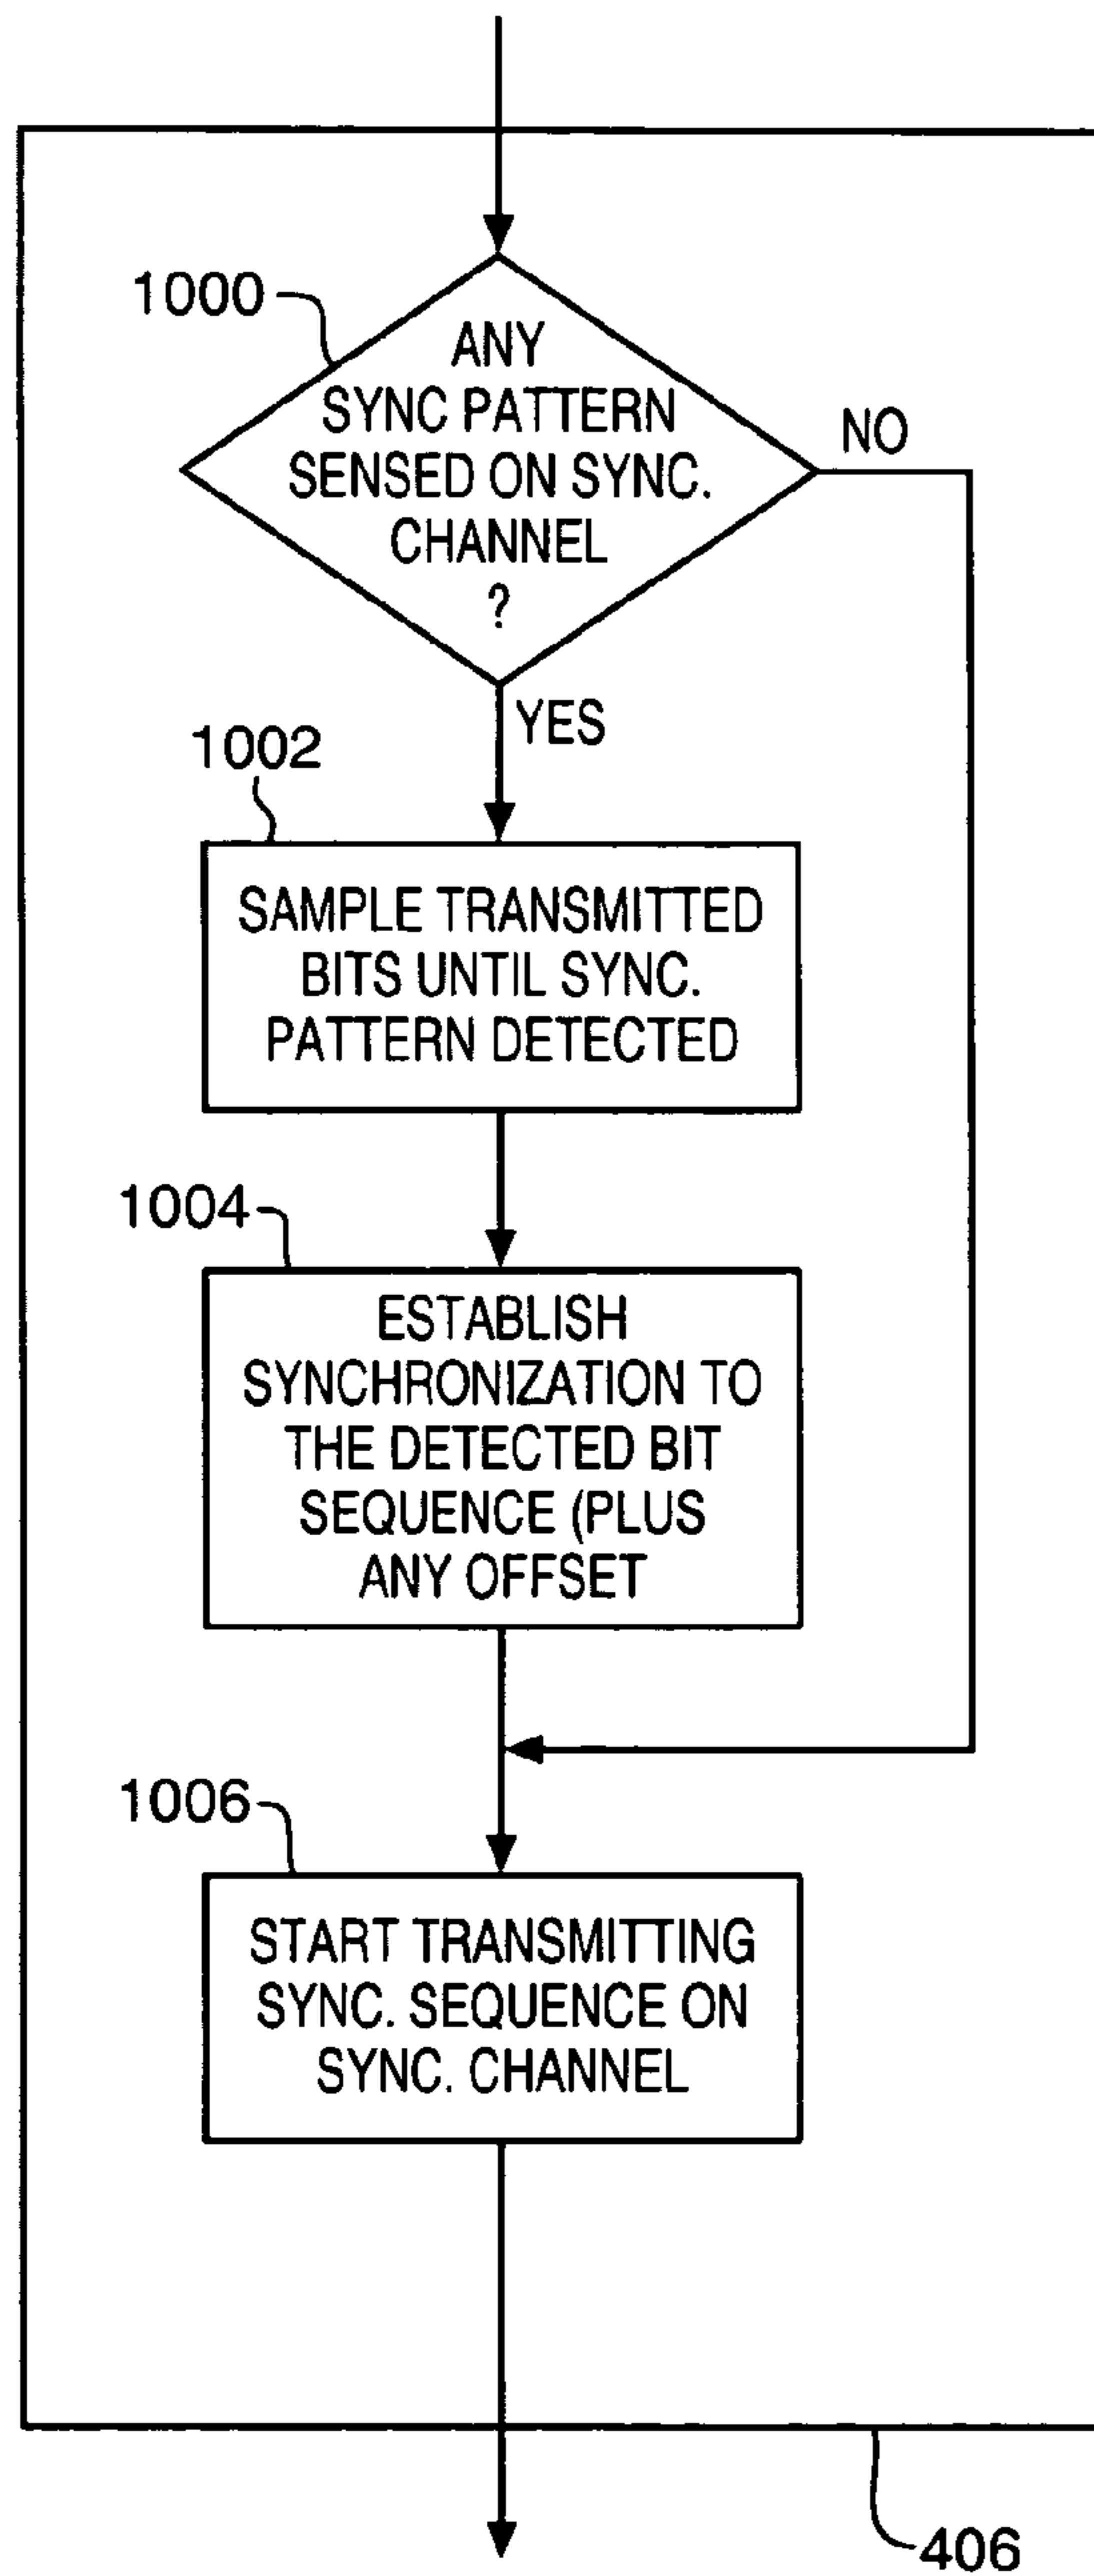 1000
ANY
SYNC PATTERN
SENSED ON SYNC.
CHANNEL
?
NO
YES
1002
SAMPLE TRANSMITTED
BITS UNTIL SYNC.
PATTERN DETECTED
1004
ESTABLISH
SYNCHRONIZATION TO
THE DETECTED BIT
SEQUENCE (PLUS
ANY OFFSET
1006
START TRANSMITTING
SYNC. SEQUENCE ON
SYNC. CHANNEL
406